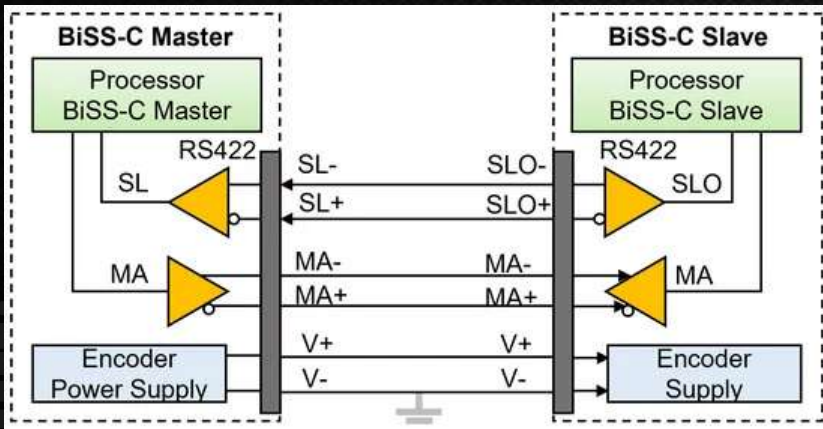 BiSS-C Master
BiSS-C Slave
Processor
BiSS-C Master
Processor
BiSS-C Slave
RS422
RS422
SL
SL-
SLO-
SLO
SL+
SLO+
MA
MA-
MA-
MA
MA+
MA+
Encoder
Power Supply
V+
V+
V-
V-
Encoder
Supply